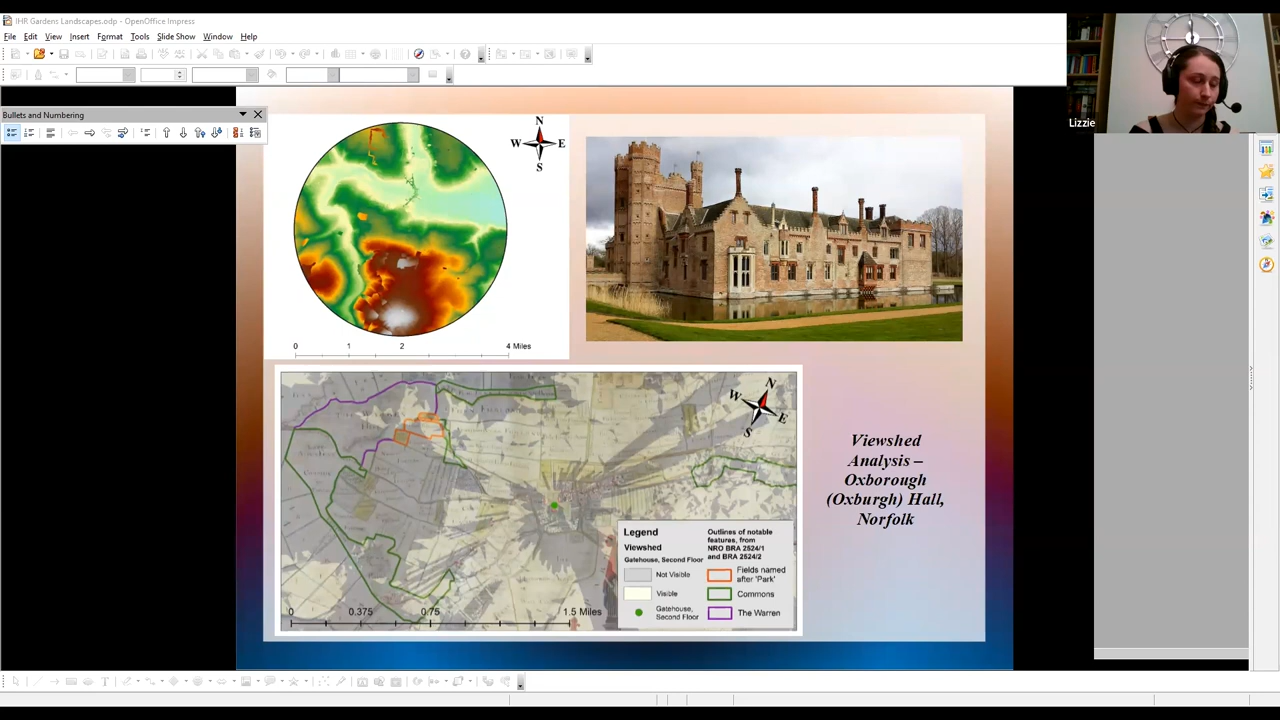 IHR Gardens Landscapes.odp - OpenOffice Impress
File Edit View Insert Format Tools Slide Show Window Help
Lizzie
Bullets and Numbering
N
W E
S
0 1 2 4 Miles
N
W E
S
Viewshed
Analysis –
Oxborough
(Oxburgh) Hall,
Norfolk
Legend
Viewshed
Gatehouse, Second Floor
Not Visible
Visible
Gatehouse,
Second Floor
Outlines of notable
features, from
NRO BRA 2524/1
and BRA 2524/2
Fields named
after 'Park'
Commons
The Warren
0 0.375 0.75 1.5 Miles